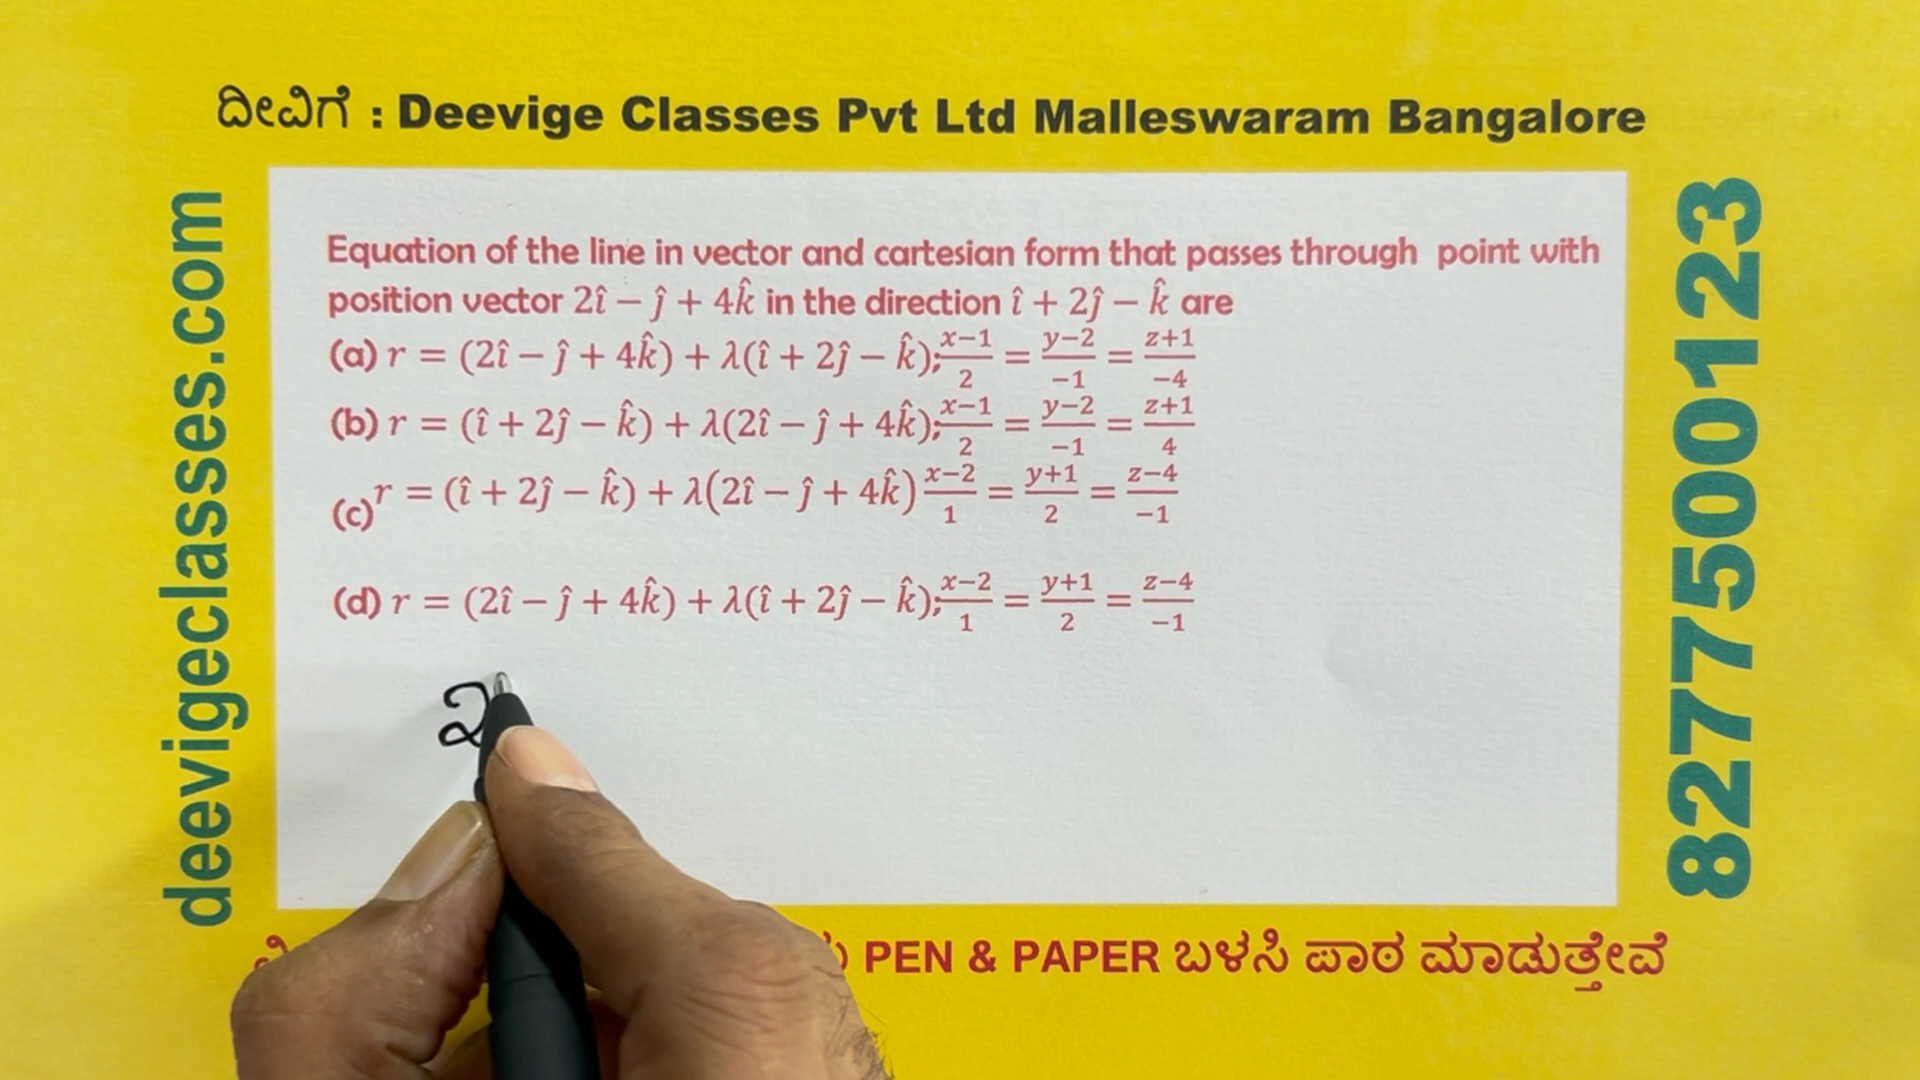 ದೀವಿಗೆ : Deevige Classes Pvt Ltd Malleswaram Bangalore
deevigeclasses.com
Equation of the line in vector and cartesian form that passes through point with
position vector 2î − ĵ + 4k̂ in the direction î + 2ĵ − k̂ are
(a) r = (2î − ĵ + 4k̂) + λ(î + 2ĵ − k̂); (x−1)/2 = (y−2)/−1 = (z+1)/−4
(b) r = (î + 2ĵ − k̂) + λ(2î − ĵ + 4k̂); (x−1)/2 = (y−2)/−1 = (z+1)/4
(c) r = (î + 2ĵ − k̂) + λ(2î − ĵ + 4k̂) (x−2)/1 = (y+1)/2 = (z−4)/−1
(d) r = (2î − ĵ + 4k̂) + λ(î + 2ĵ − k̂); (x−2)/1 = (y+1)/2 = (z−4)/−1
2
8277500123
PEN & PAPER ಬಳಸಿ ಪಾಠ ಮಾಡುತ್ತೇವೆ